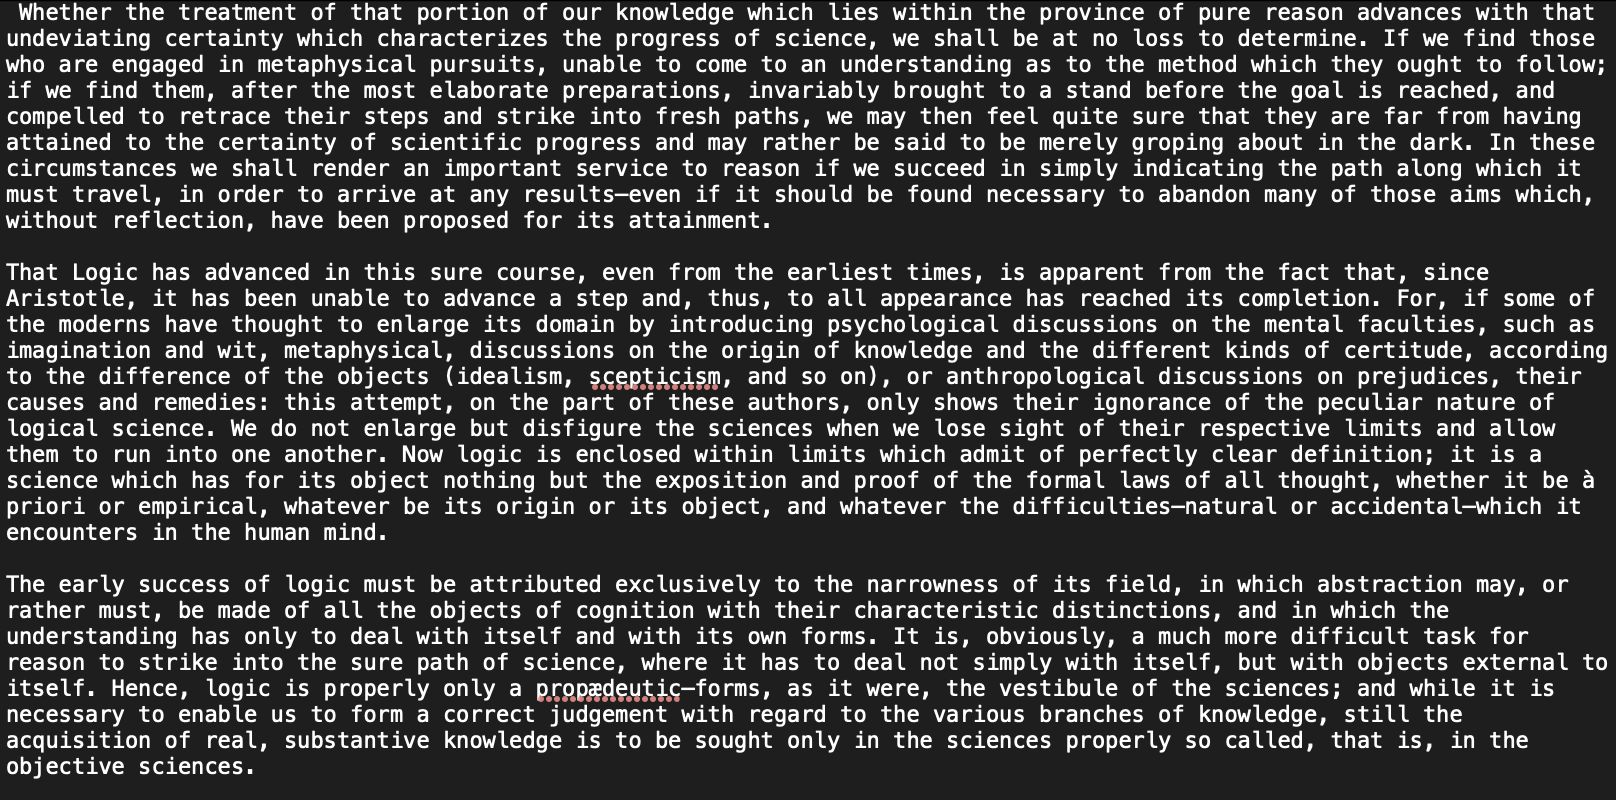 Whether the treatment of that portion of our knowledge which lies within the province of pure reason advances with that
undeviating certainty which characterizes the progress of science, we shall be at no loss to determine. If we find those
who are engaged in metaphysical pursuits, unable to come to an understanding as to the method which they ought to follow;
if we find them, after the most elaborate preparations, invariably brought to a stand before the goal is reached, and
compelled to retrace their steps and strike into fresh paths, we may then feel quite sure that they are far from having
attained to the certainty of scientific progress and may rather be said to be merely groping about in the dark. In these
circumstances we shall render an important service to reason if we succeed in simply indicating the path along which it
must travel, in order to arrive at any results—even if it should be found necessary to abandon many of those aims which,
without reflection, have been proposed for its attainment.

That Logic has advanced in this sure course, even from the earliest times, is apparent from the fact that, since
Aristotle, it has been unable to advance a step and, thus, to all appearance has reached its completion. For, if some of
the moderns have thought to enlarge its domain by introducing psychological discussions on the mental faculties, such as
imagination and wit, metaphysical, discussions on the origin of knowledge and the different kinds of certitude, according
to the difference of the objects (idealism, scepticism, and so on), or anthropological discussions on prejudices, their
causes and remedies: this attempt, on the part of these authors, only shows their ignorance of the peculiar nature of
logical science. We do not enlarge but disfigure the sciences when we lose sight of their respective limits and allow
them to run into one another. Now logic is enclosed within limits which admit of perfectly clear definition; it is a
science which has for its object nothing but the exposition and proof of the formal laws of all thought, whether it be à
priori or empirical, whatever be its origin or its object, and whatever the difficulties—natural or accidental—which it
encounters in the human mind.

The early success of logic must be attributed exclusively to the narrowness of its field, in which abstraction may, or
rather must, be made of all the objects of cognition with their characteristic distinctions, and in which the
understanding has only to deal with itself and with its own forms. It is, obviously, a much more difficult task for
reason to strike into the sure path of science, where it has to deal not simply with itself, but with objects external to
itself. Hence, logic is properly only a propædeutic—forms, as it were, the vestibule of the sciences; and while it is
necessary to enable us to form a correct judgement with regard to the various branches of knowledge, still the
acquisition of real, substantive knowledge is to be sought only in the sciences properly so called, that is, in the
objective sciences.